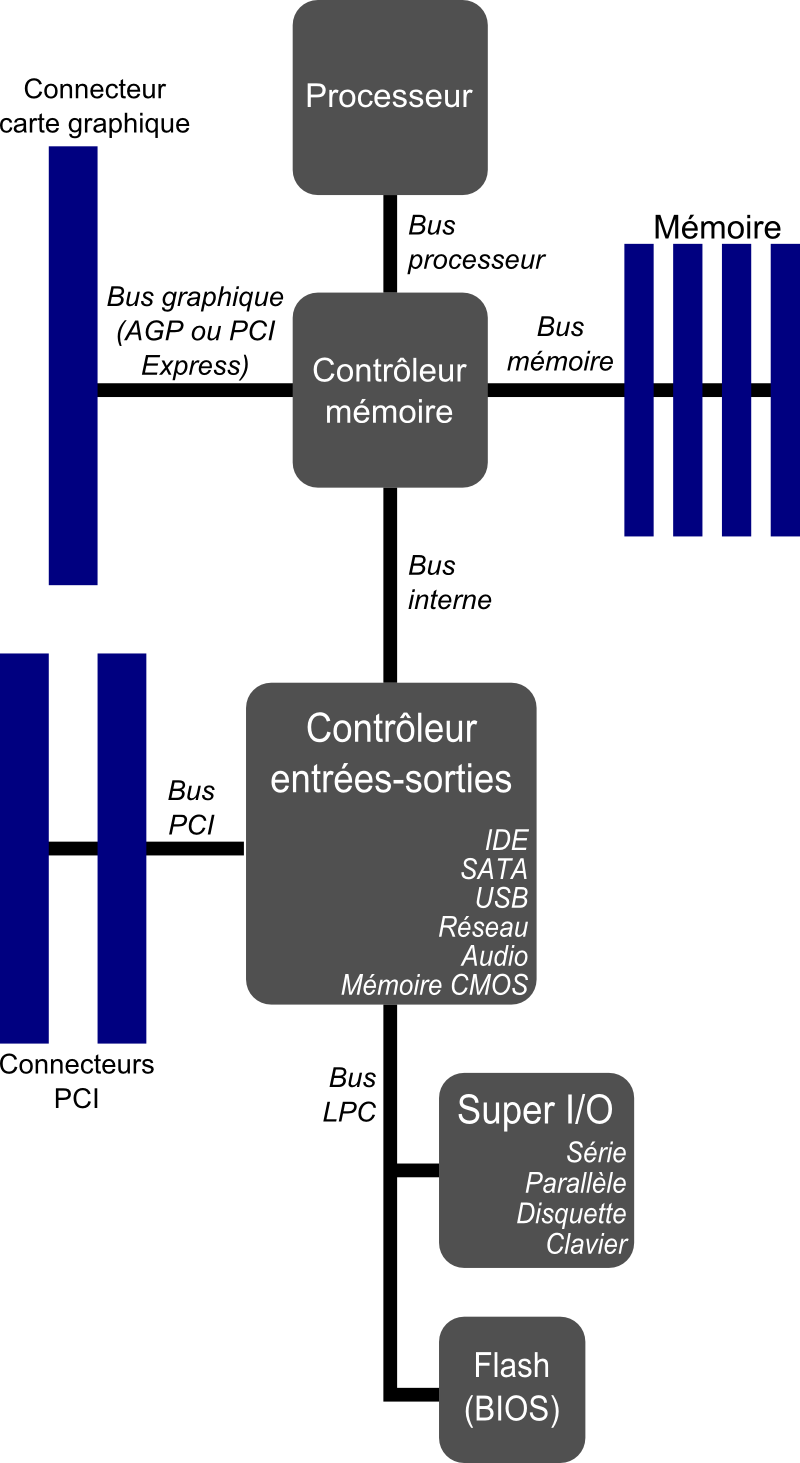 Processeur
Connecteur
carte graphique
Bus
processeur
Mémoire
Bus graphique
(AGP ou PCI
Express)
Contrôleur
mémoire
Bus
mémoire
Bus
interne
Contrôleur
entrées-sorties
IDE
SATA
USB
Réseau
Audio
Mémoire CMOS
Bus
PCI
Connecteurs
PCI
Bus
LPC
Super I/O
Série
Parallèle
Disquette
Clavier
Flash
(BIOS)